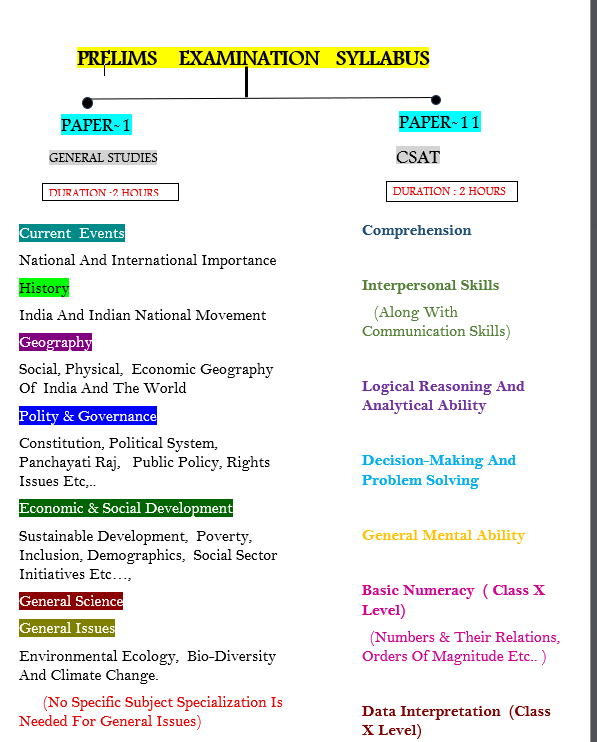 PRELIMS EXAMINATION SYLLABUS
PAPER~1
GENERAL STUDIES
DURATION :2 HOURS
Current Events
National And International Importance
History
India And Indian National Movement
Geography
Social, Physical, Economic Geography
Of India And The World
Polity & Governance
Constitution, Political System,
Panchayati Raj, Public Policy, Rights
Issues Etc,..
Economic & Social Development
Sustainable Development, Poverty,
Inclusion, Demographics, Social Sector
Initiatives Etc...,
General Science
General Issues
Environmental Ecology, Bio-Diversity
And Climate Change.
(No Specific Subject Specialization Is
Needed For General Issues)
PAPER~11
CSAT
DURATION : 2 HOURS
Comprehension
Interpersonal Skills
(Along With
Communication Skills)
Logical Reasoning And
Analytical Ability
Decision-Making And
Problem Solving
General Mental Ability
Basic Numeracy ( Class X
Level)
(Numbers & Their Relations,
Orders Of Magnitude Etc.. )
Data Interpretation (Class
X Level)